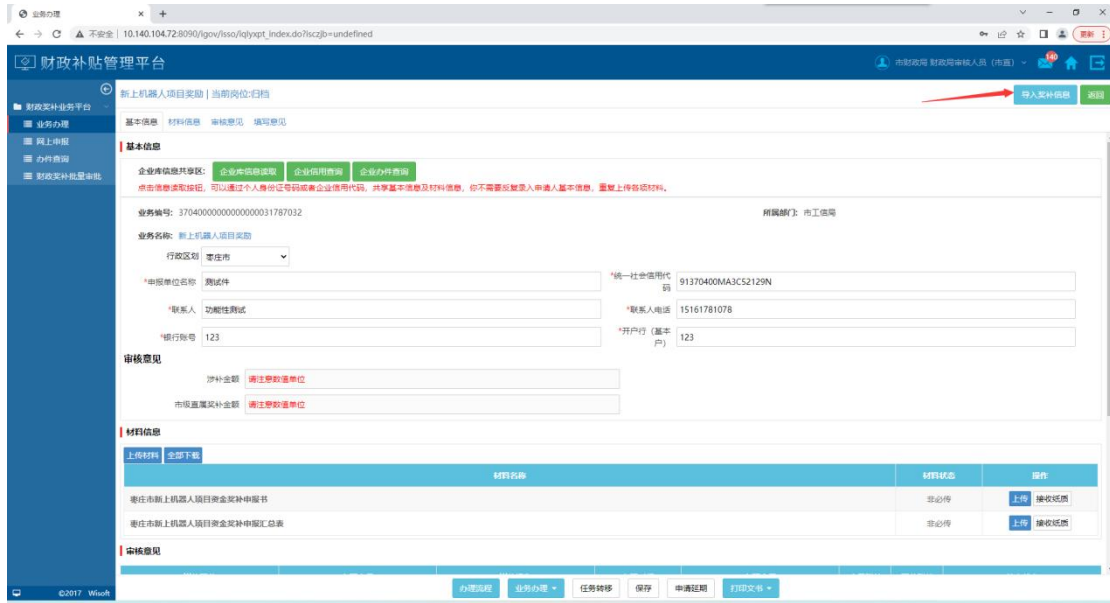 业务办理
不安全 | 10.140.104.72:8090/igov/isso/lqlyxpt_index.do?isczjb=undefined
更新
财政补贴管理平台
市财政局 财政局审核人员（市直）
140
财政奖补业务平台
业务办理
网上申报
办件查询
财政奖补批量审批
©2017 Wisoft
新上机器人项目奖励 | 当前岗位:归档
导入奖补信息 返回
基本信息 材料信息 审核意见 填写意见
基本信息
企业库信息共享区: 企业库信息读取 企业信用查询 企业办件查询
点击信息读取按钮，可以通过个人身份证号码或者企业信用代码，共享基本信息及材料信息，你不需要反复录入申请人基本信息，重复上传各项材料。
业务编号: 37040000000000000031787032 所属部门: 市工信局
业务名称: 新上机器人项目奖励
行政区划 枣庄市
*申报单位名称 测试件 *统一社会信用代码 91370400MA3C52129N
*联系人 功能性测试 *联系人电话 15161781078
*银行账号 123 *开户行（基本户） 123
审核意见
涉补金额 请注意数值单位
市级直属奖补金额 请注意数值单位
材料信息
上传材料 全部下载
材料名称 材料状态 操作
枣庄市新上机器人项目资金奖补申报书 非必传 上传 接收纸质
枣庄市新上机器人项目资金奖补申报汇总表 非必传 上传 接收纸质
审核意见
办理流程 业务办理 任务转移 保存 申请延期 打印文书